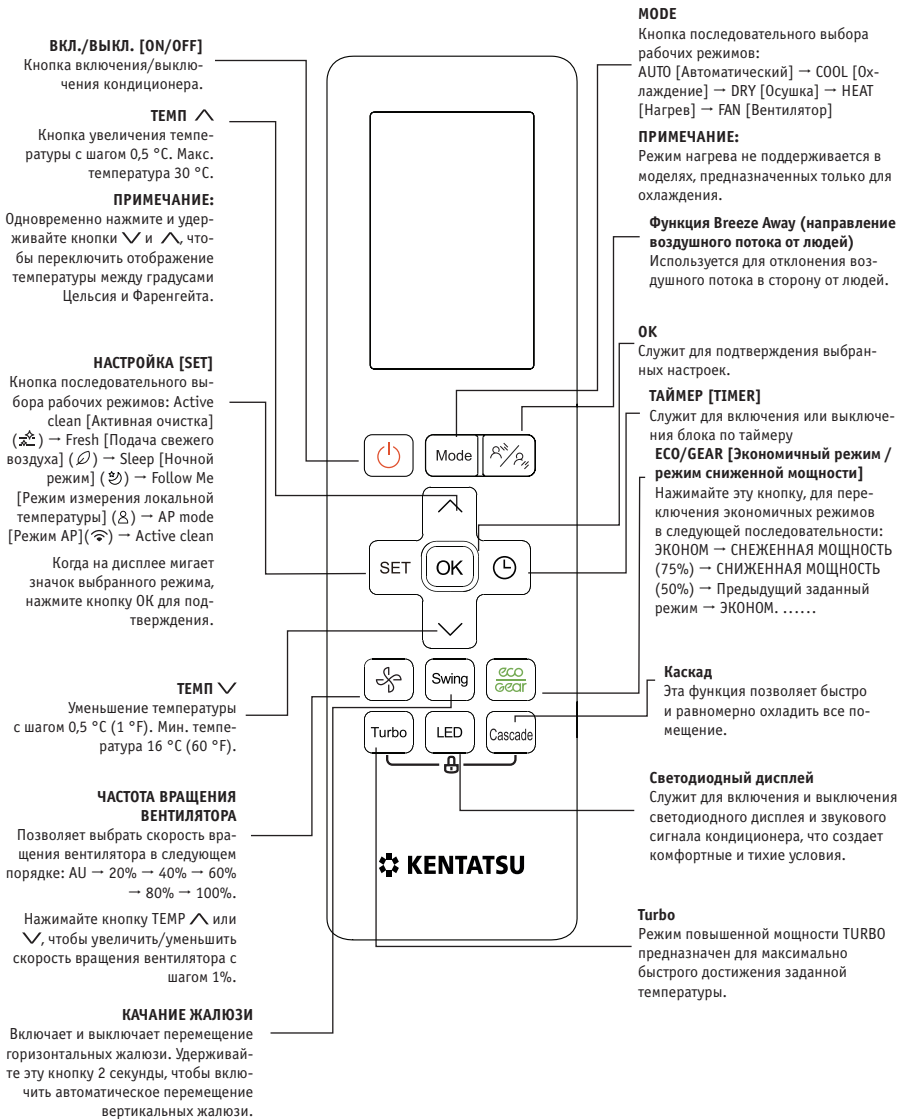 ВКЛ./ВЫКЛ. [ON/OFF]
Кнопка включения/выклю-
чения кондиционера.
ТЕМП
Кнопка увеличения темпе-
ратуры с шагом 0,5 °C. Макс.
температура 30 °C.
ПРИМЕЧАНИЕ:
Одновременно нажмите и удер-
живайте кнопки и , что-
бы переключить отображение
температуры между градусами
Цельсия и Фаренгейта.
НАСТРОЙКА [SET]
Кнопка последовательного вы-
бора рабочих режимов: Active
clean [Активная очистка]
( ) → Fresh [Подача свежего
воздуха] ( ) → Sleep [Ночной
режим] ( ) → Follow Me
[Режим измерения локальной
температуры] ( ) → AP mode
[Режим AP]( ) → Active clean
Когда на дисплее мигает
значок выбранного режима,
нажмите кнопку ОК для под-
тверждения.
ТЕМП
Уменьшение температуры
с шагом 0,5 °C (1 °F). Мин. темпе-
ратура 16 °C (60 °F).
ЧАСТОТА ВРАЩЕНИЯ
ВЕНТИЛЯТОРА
Позволяет выбрать скорость вра-
щения вентилятора в следующем
порядке: AU → 20% → 40% → 60%
→ 80% → 100%.
Нажимайте кнопку TEMP или
, чтобы увеличить/уменьшить
скорость вращения вентилятора с
шагом 1%.
КАЧАНИЕ ЖАЛЮЗИ
Включает и выключает перемещение
горизонтальных жалюзи. Удерживай-
те эту кнопку 2 секунды, чтобы вклю-
чить автоматическое перемещение
вертикальных жалюзи.
Mode
SET
OK
Swing
eco
Gear
Turbo
LED
Cascade
KENTATSU
MODE
Кнопка последовательного выбора
рабочих режимов:
AUTO [Автоматический] → COOL [Ох-
лаждение] → DRY [Осушка] → HEAT
[Нагрев] → FAN [Вентилятор]
ПРИМЕЧАНИЕ:
Режим нагрева не поддерживается в
моделях, предназначенных только для
охлаждения.
Функция Breeze Away (направление
воздушного потока от людей)
Используется для отклонения воз-
душного потока в сторону от людей.
OK
Служит для подтверждения выбран-
ных настроек.
ТАЙМЕР [TIMER]
Служит для включения или выключе-
ния блока по таймеру
ECO/GEAR [Экономичный режим /
режим сниженной мощности]
Нажимайте эту кнопку, для пере-
ключения экономичных режимов
в следующей последовательности:
ЭКОНОМ → СНЕЖЕННАЯ МОЩНОСТЬ
(75%) → СНИЖЕННАЯ МОЩНОСТЬ
(50%) → Предыдущий заданный
режим → ЭКОНОМ. ......
Каскад
Эта функция позволяет быстро
и равномерно охладить все по-
мещение.
Светодиодный дисплей
Служит для включения и выключения
светодиодного дисплея и звукового
сигнала кондиционера, что создает
комфортные и тихие условия.
Turbo
Режим повышенной мощности TURBO
предназначен для максимально
быстрого достижения заданной
температуры.